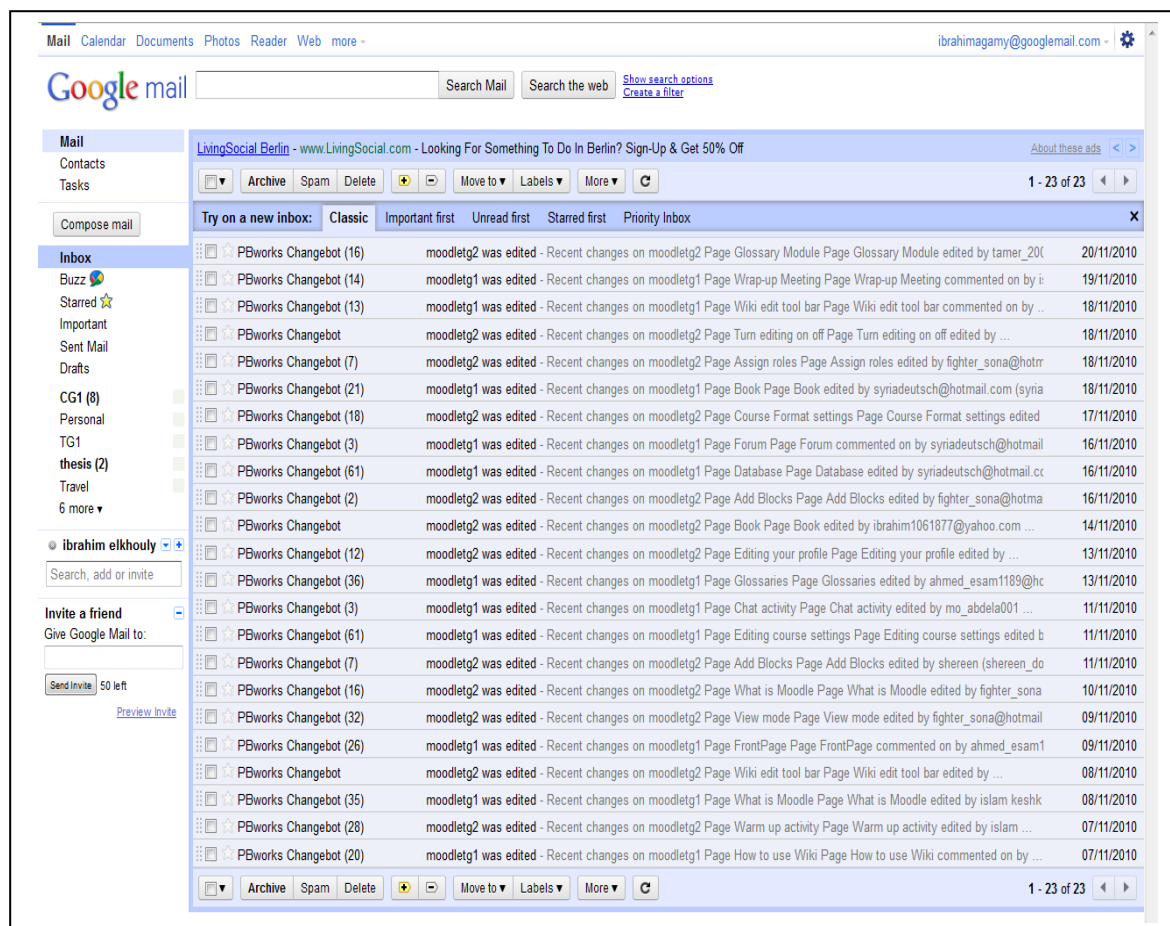 Mail Calendar Documents Photos Reader Web more
ibrahimagamy@googlemail.com
Google mail
Search Mail Search the web Show search options
Create a filter
Mail
Contacts
Tasks
Compose mail
Inbox
Buzz
Starred
Important
Sent Mail
Drafts
CG1 (8)
Personal
TG1
thesis (2)
Travel
6 more
ibrahim elkhouly
Search, add or invite
Invite a friend
Give Google Mail to:
Send Invite 50 left
Preview Invite
LivingSocial Berlin - www.LivingSocial.com - Looking For Something To Do In Berlin? Sign-Up & Get 50% Off About these ads < >
Archive Spam Delete Move to Labels More 1 - 23 of 23
Try on a new inbox: Classic Important first Unread first Starred first Priority Inbox x
PBworks Changebot (16) moodletg2 was edited - Recent changes on moodletg2 Page Glossary Module Page Glossary Module edited by tamer_20( 20/11/2010
PBworks Changebot (14) moodletg1 was edited - Recent changes on moodletg1 Page Wrap-up Meeting Page Wrap-up Meeting commented on by i 19/11/2010
PBworks Changebot (13) moodletg1 was edited - Recent changes on moodletg1 Page Wiki edit tool bar Page Wiki edit tool bar commented on by ... 18/11/2010
PBworks Changebot moodletg2 was edited - Recent changes on moodletg2 Page Turn editing on off Page Turn editing on off edited by ... 18/11/2010
PBworks Changebot (7) moodletg2 was edited - Recent changes on moodletg2 Page Assign roles Page Assign roles edited by fighter_sona@hotm 18/11/2010
PBworks Changebot (21) moodletg1 was edited - Recent changes on moodletg1 Page Book Page Book edited by syriadeutsch@hotmail.com (syria 18/11/2010
PBworks Changebot (18) moodletg2 was edited - Recent changes on moodletg2 Page Course Format settings Page Course Format settings edited 17/11/2010
PBworks Changebot (3) moodletg1 was edited - Recent changes on moodletg1 Page Forum Page Forum commented on by syriadeutsch@hotmail 16/11/2010
PBworks Changebot (61) moodletg1 was edited - Recent changes on moodletg1 Page Database Page Database edited by syriadeutsch@hotmail.cc 16/11/2010
PBworks Changebot (2) moodletg2 was edited - Recent changes on moodletg2 Page Add Blocks Page Add Blocks edited by fighter_sona@hotma 16/11/2010
PBworks Changebot moodletg2 was edited - Recent changes on moodletg2 Page Book Page Book edited by ibrahim1061877@yahoo.com ... 14/11/2010
PBworks Changebot (12) moodletg2 was edited - Recent changes on moodletg2 Page Editing your profile Page Editing your profile edited by ... 13/11/2010
PBworks Changebot (36) moodletg1 was edited - Recent changes on moodletg1 Page Glossaries Page Glossaries edited by ahmed_esam1189@hc 13/11/2010
PBworks Changebot (3) moodletg1 was edited - Recent changes on moodletg1 Page Chat activity Page Chat activity edited by mo_abdela001 ... 11/11/2010
PBworks Changebot (61) moodletg1 was edited - Recent changes on moodletg1 Page Editing course settings Page Editing course settings edited b 11/11/2010
PBworks Changebot (7) moodletg2 was edited - Recent changes on moodletg2 Page Add Blocks Page Add Blocks edited by shereen (shereen_do 11/11/2010
PBworks Changebot (16) moodletg2 was edited - Recent changes on moodletg2 Page What is Moodle Page What is Moodle edited by fighter_sona 10/11/2010
PBworks Changebot (32) moodletg2 was edited - Recent changes on moodletg2 Page View mode Page View mode edited by fighter_sona@hotmail 09/11/2010
PBworks Changebot (26) moodletg1 was edited - Recent changes on moodletg1 Page FrontPage Page FrontPage commented on by ahmed_esam1 09/11/2010
PBworks Changebot moodletg2 was edited - Recent changes on moodletg2 Page Wiki edit tool bar Page Wiki edit tool bar edited by ... 08/11/2010
PBworks Changebot (35) moodletg1 was edited - Recent changes on moodletg1 Page What is Moodle Page What is Moodle edited by islam keshk 08/11/2010
PBworks Changebot (28) moodletg2 was edited - Recent changes on moodletg2 Page Warm up activity Page Warm up activity edited by islam ... 07/11/2010
PBworks Changebot (20) moodletg1 was edited - Recent changes on moodletg1 Page How to use Wiki Page How to use Wiki commented on by ... 07/11/2010
Archive Spam Delete Move to Labels More 1 - 23 of 23